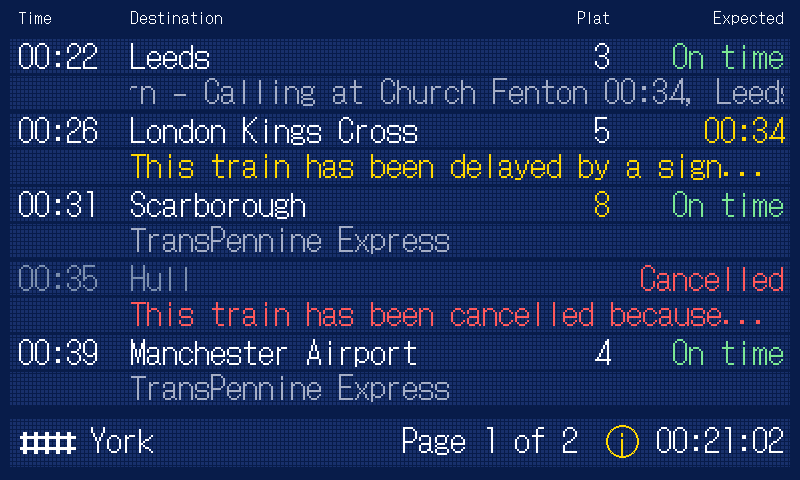 Time Destination Plat Expected
00:22 Leeds 3 On time
rn - Calling at Church Fenton 00:34, Leeds
00:26 London Kings Cross 5 00:34
This train has been delayed by a sign...
00:31 Scarborough 8 On time
TransPennine Express
00:35 Hull Cancelled
This train has been cancelled because...
00:39 Manchester Airport 4 On time
TransPennine Express
York Page 1 of 2 i 00:21:02